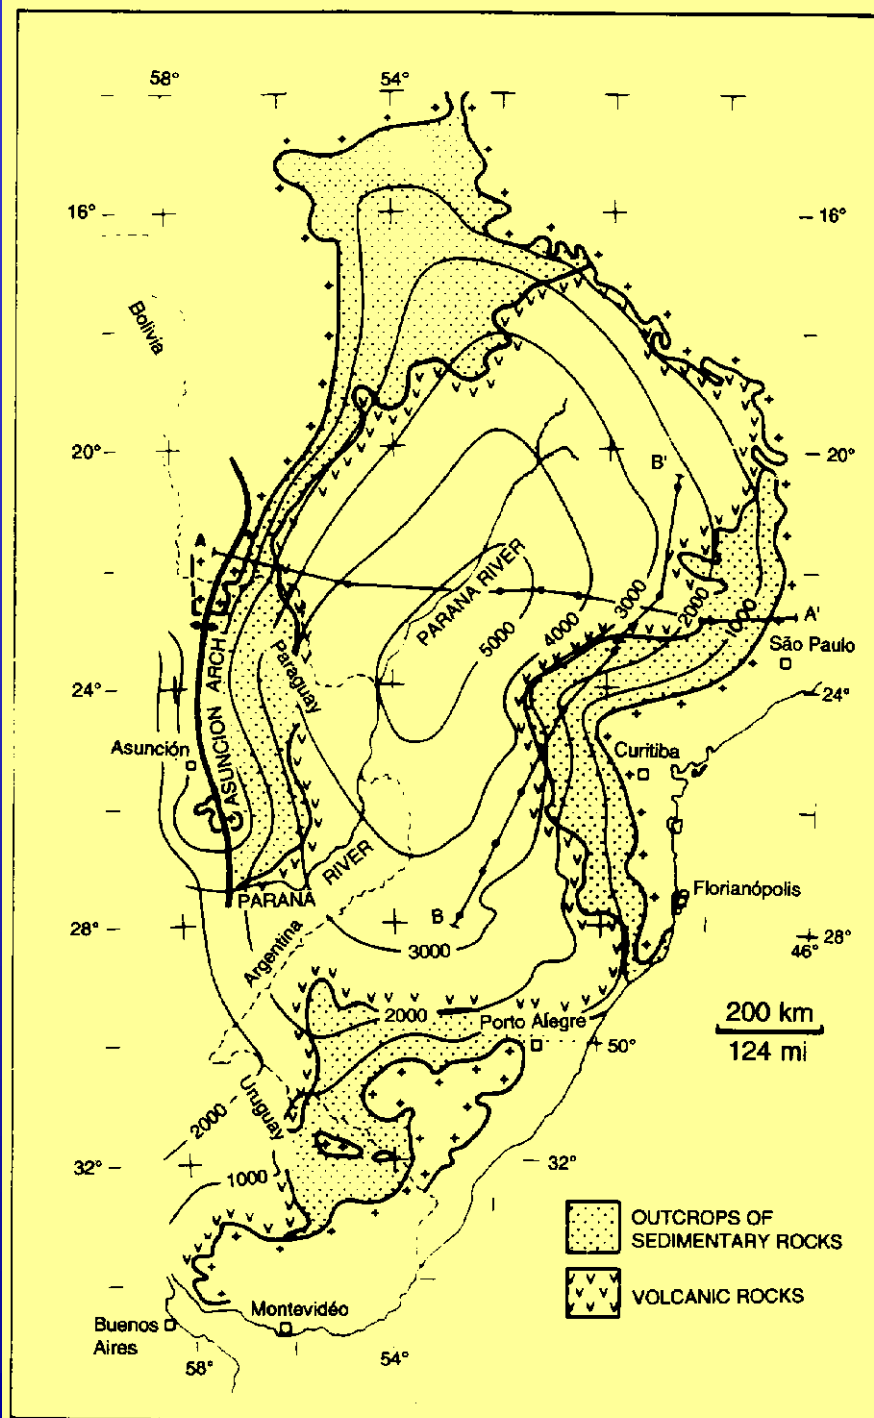 58°
54°
16°
16°
Bolivia
20°
20°
B'
A
PARANA RIVER
5000
4000
3000
2000
1000
A'
São Paulo
Paraguay
ASUNCION ARCH
24°
24°
Asunción
Curitiba
PARANÁ
RIVER
Florianópolis
B
28°
3000
46°
28°
Argentina
2000
Porto Alegre
50°
200 km
124 mi
Uruguay
2000
32°
32°
1000
OUTCROPS OF
SEDIMENTARY ROCKS
VOLCANIC ROCKS
Montevidéo
Buenos
Aires
58°
54°